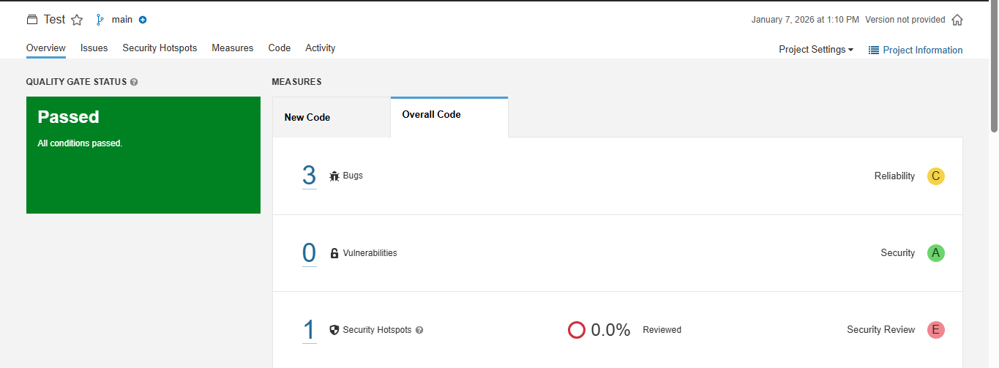 Test main January 7, 2026 at 1:10 PM Version not provided
Overview Issues Security Hotspots Measures Code Activity Project Settings Project Information
QUALITY GATE STATUS ? MEASURES
Passed
All conditions passed.
New Code Overall Code
3 Bugs Reliability C
0 Vulnerabilities Security A
1 Security Hotspots ? 0.0% Reviewed Security Review E